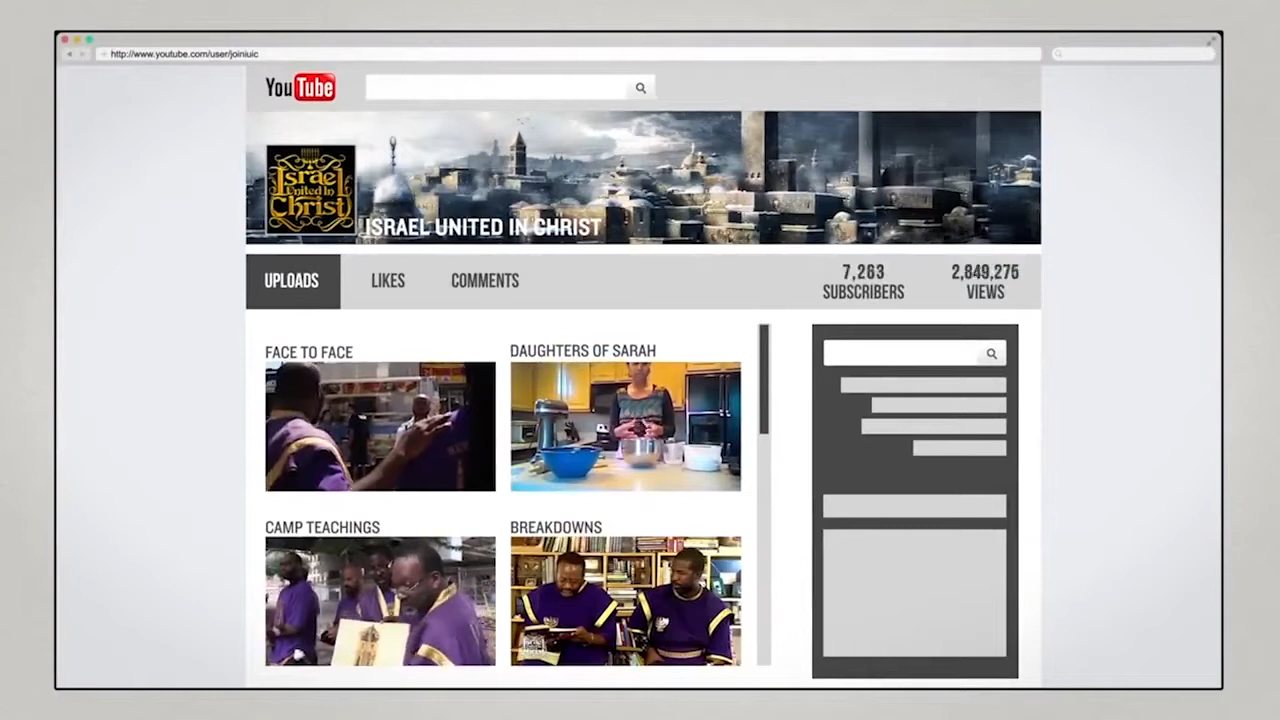 http://www.youtube.com/user/joiniuic
YouTube
Israel
United In
Christ
ISRAEL UNITED IN CHRIST
UPLOADS
LIKES
COMMENTS
7,263
SUBSCRIBERS
2,849,275
VIEWS
FACE TO FACE
DAUGHTERS OF SARAH
CAMP TEACHINGS
BREAKDOWNS